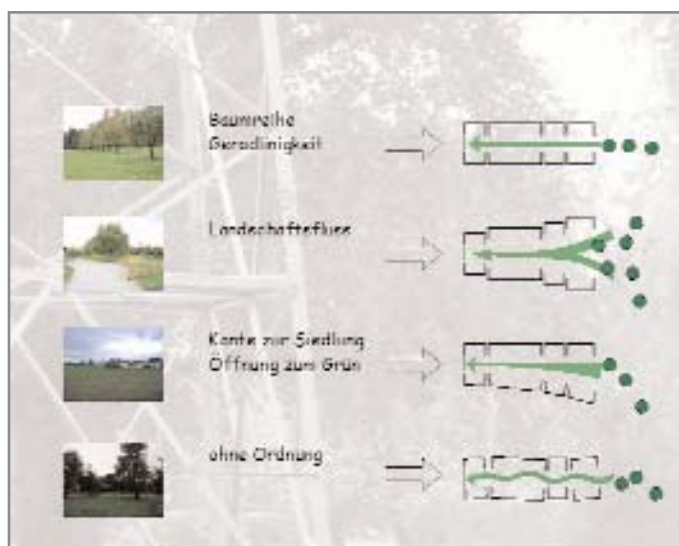 Baumreihe
Geradlinigkeit
Landschaftsfluss
Kante zur Siedlung
Öffnung zum Grün
ohne Ordnung